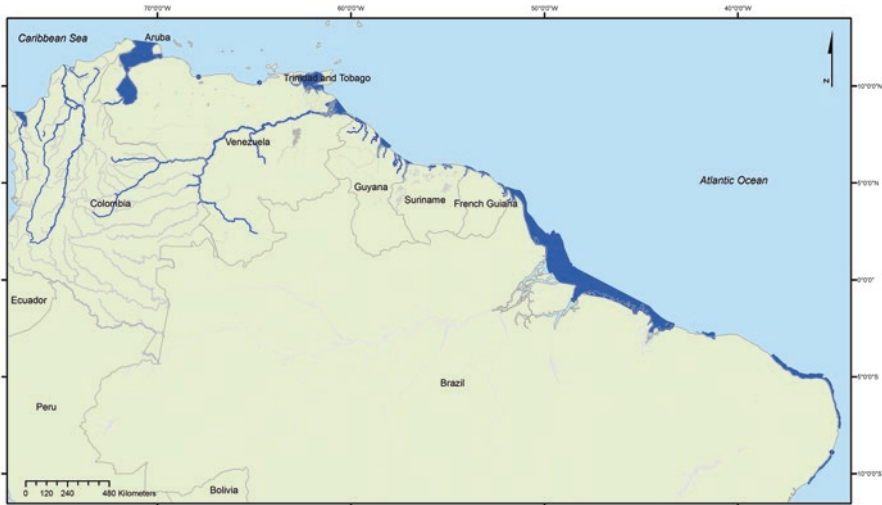 70°0'0"W 60°0'0"W 50°0'0"W 40°0'0"W
Caribbean Sea
Aruba
Trinidad and Tobago
N
10°0'0"N
Venezuela
Atlantic Ocean
5°0'0"N
Guyana
Colombia
Suriname
French Guiana
0°0'0"
Ecuador
5°0'0"S
Brazil
Peru
10°0'0"S
0 120 240 480 Kilometers
Bolivia